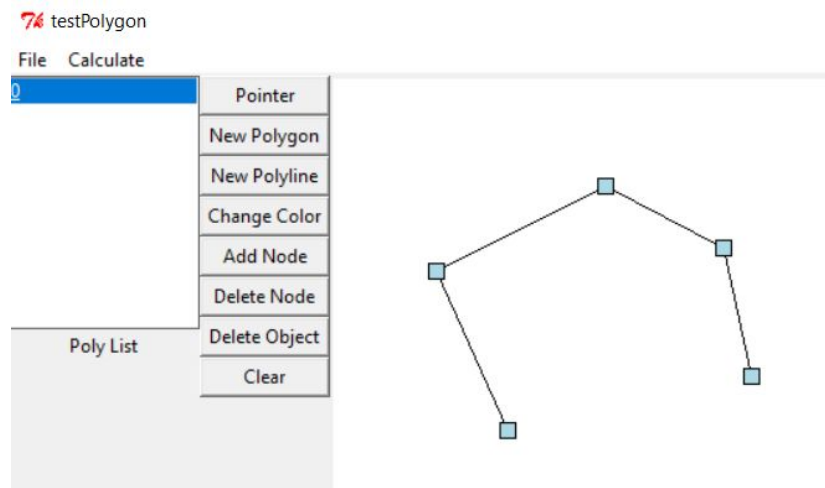 testPolygon
File Calculate
0
Pointer
New Polygon
New Polyline
Change Color
Add Node
Delete Node
Delete Object
Clear
Poly List